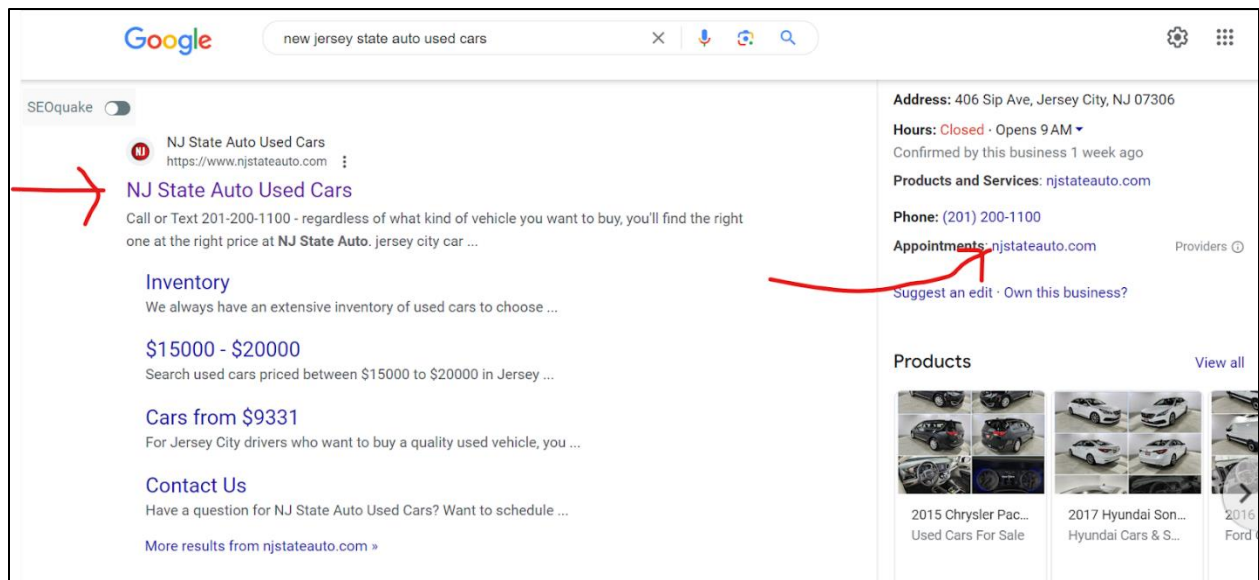 Google
new jersey state auto used cars
SEOquake
NJ
NJ State Auto Used Cars
https://www.njstateauto.com
NJ State Auto Used Cars
Call or Text 201-200-1100 - regardless of what kind of vehicle you want to buy, you'll find the right
one at the right price at NJ State Auto. jersey city car ...
Inventory
We always have an extensive inventory of used cars to choose ...
$15000 - $20000
Search used cars priced between $15000 to $20000 in Jersey ...
Cars from $9331
For Jersey City drivers who want to buy a quality used vehicle, you ...
Contact Us
Have a question for NJ State Auto Used Cars? Want to schedule ...
More results from njstateauto.com »
Address: 406 Sip Ave, Jersey City, NJ 07306
Hours: Closed · Opens 9 AM
Confirmed by this business 1 week ago
Products and Services: njstateauto.com
Phone: (201) 200-1100
Appointments: njstateauto.com
Providers
Suggest an edit · Own this business?
Products
View all
2015 Chrysler Pac...
Used Cars For Sale
2017 Hyundai Son...
Hyundai Cars & S...
2016
Ford